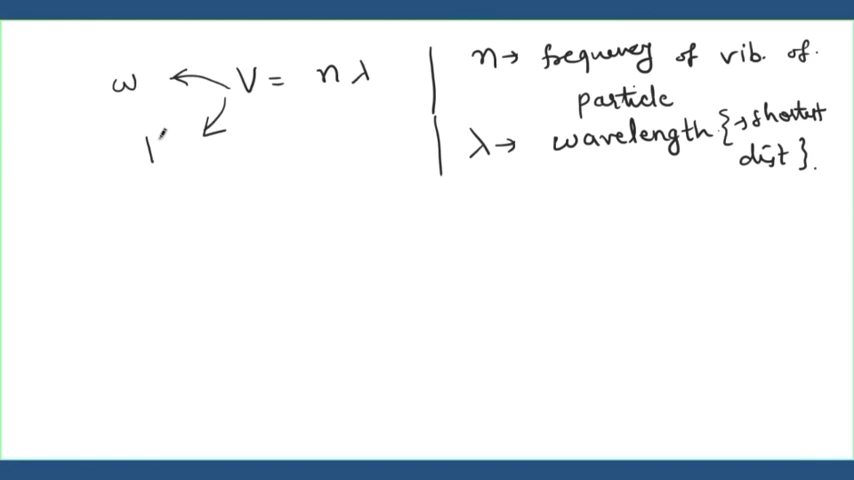 ω ← V = n λ
n → frequency of vib. of.
particle
λ → wavelength {→ shortest
dist }.